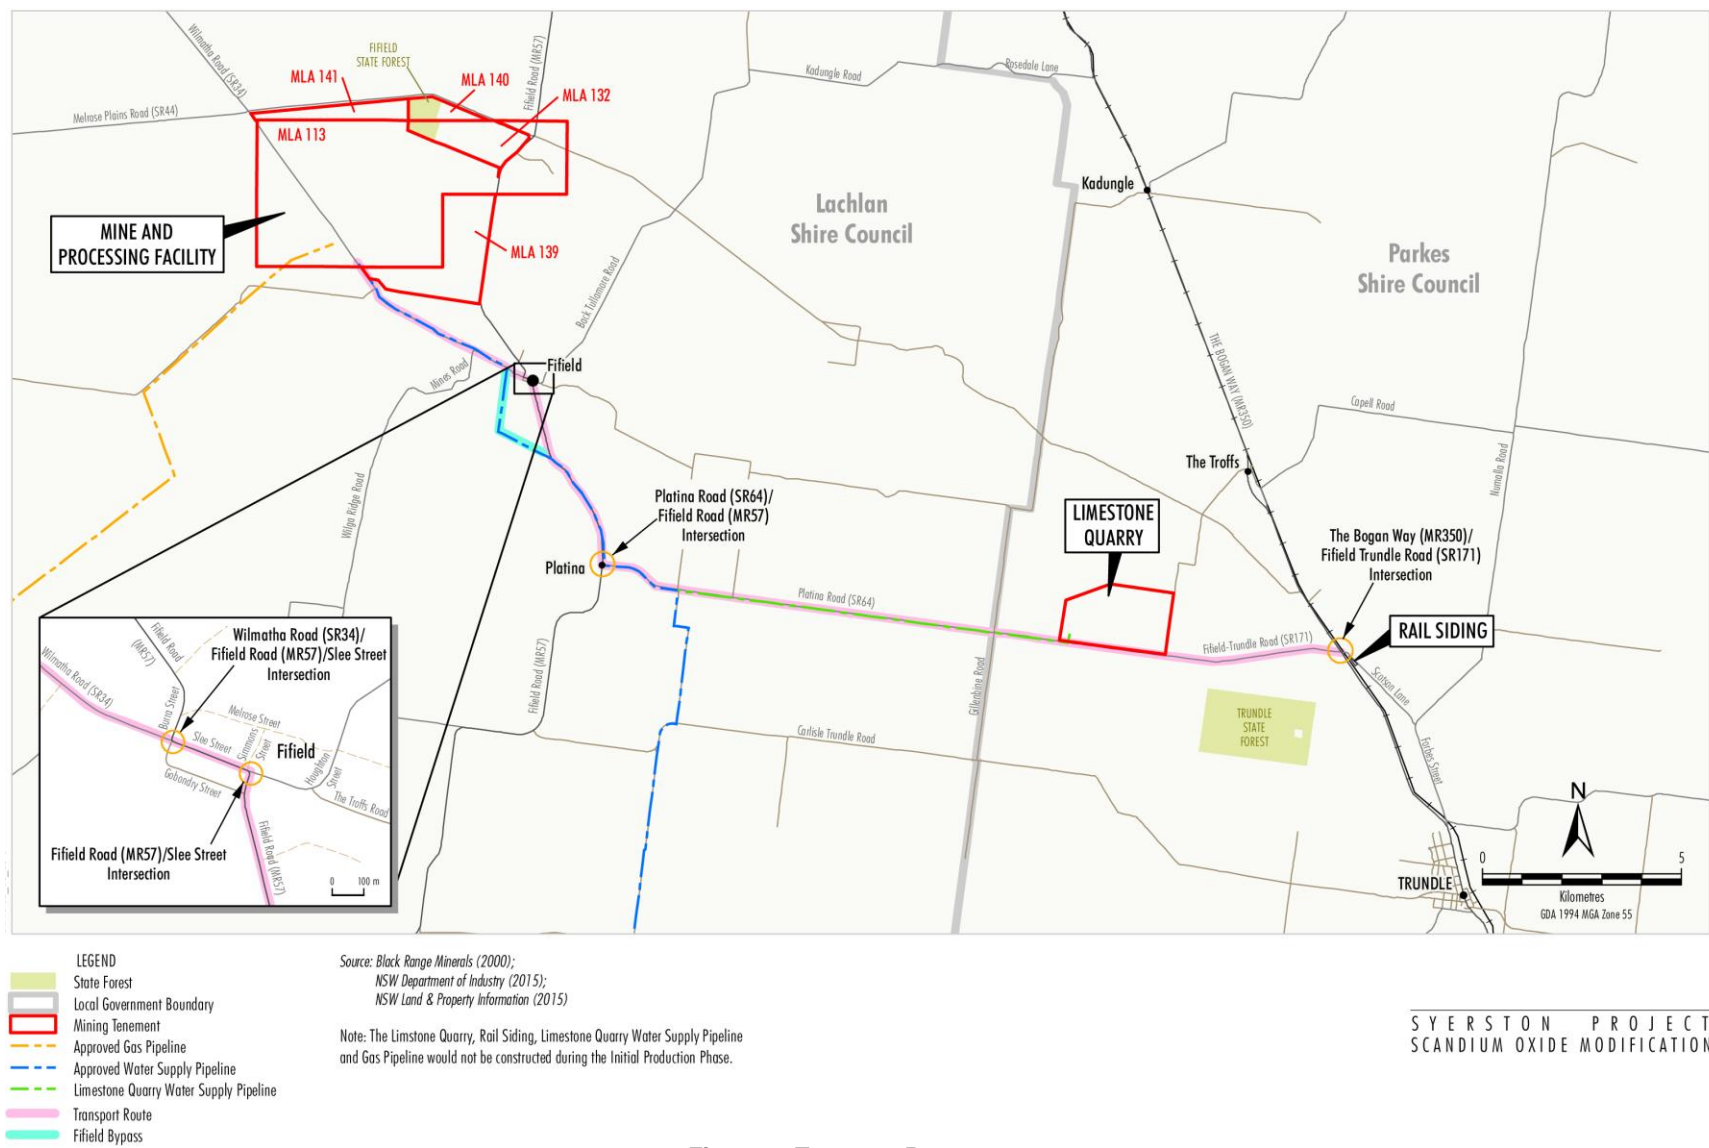 Wilmatha Road (SR34)
FIFIELD
STATE FOREST
Fifield Road (MR57)
MLA 141
MLA 140
MLA 132
Melrose Plains Road (SR44)
MLA 113
Kadungle Road
Rosedale Lane
Kadungle
Lachlan
Shire Council
Parkes
Shire Council
MINE AND
PROCESSING FACILITY
MLA 139
Back Tullamore Road
THE BOGAN WAY (MR350)
Fifield
Mines Road
Capell Road
Numalla Road
The Troffs
Wilga Ridge Road
Platina Road (SR64)/
Fifield Road (MR57)
Intersection
LIMESTONE
QUARRY
The Bogan Way (MR350)/
Fifield Trundle Road (SR171)
Intersection
Platina
Platina Road (SR64)
RAIL SIDING
Fifield-Trundle Road (SR171)
Scotson Lane
Gillenbine Road
Fifield Road (MR57)
TRUNDLE
STATE
FOREST
Carlisle Trundle Road
Forbes Street
TRUNDLE
N
0 5
Kilometres
GDA 1994 MGA Zone 55
Wilmatha Road (SR34)/
Fifield Road (MR57)/Slee Street
Intersection
Fifield Road
(MR57)
Wilmatha Road (SR34)
Burra Street
Melrose Street
Slee Street
Simmons
Street
Fifield
Houghton
Street
Gobondry Street
The Troffs Road
Fifield Road (MR57)/Slee Street
Intersection
Fifield Road (MR57)
0 100 m
LEGEND
State Forest
Local Government Boundary
Mining Tenement
Approved Gas Pipeline
Approved Water Supply Pipeline
Limestone Quarry Water Supply Pipeline
Transport Route
Fifield Bypass
Source: Black Range Minerals (2000);
NSW Department of Industry (2015);
NSW Land & Property Information (2015)
Note: The Limstone Quarry, Rail Siding, Limestone Quarry Water Supply Pipeline
and Gas Pipeline would not be constructed during the Initial Production Phase.
SYERSTON PROJECT
SCANDIUM OXIDE MODIFICATION